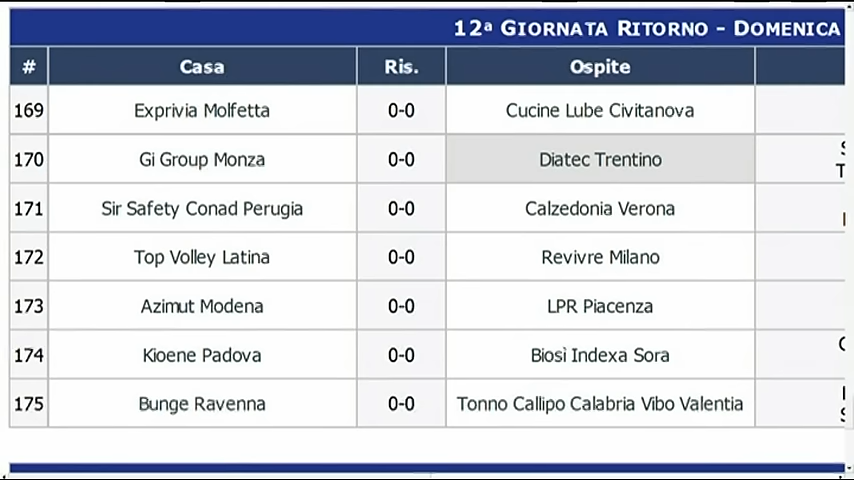 12ª GIORNATA RITORNO - DOMENICA
# Casa Ris. Ospite
169 Exprivia Molfetta 0-0 Cucine Lube Civitanova
170 Gi Group Monza 0-0 Diatec Trentino
171 Sir Safety Conad Perugia 0-0 Calzedonia Verona
172 Top Volley Latina 0-0 Revivre Milano
173 Azimut Modena 0-0 LPR Piacenza
174 Kioene Padova 0-0 Biosì Indexa Sora
175 Bunge Ravenna 0-0 Tonno Callipo Calabria Vibo Valentia